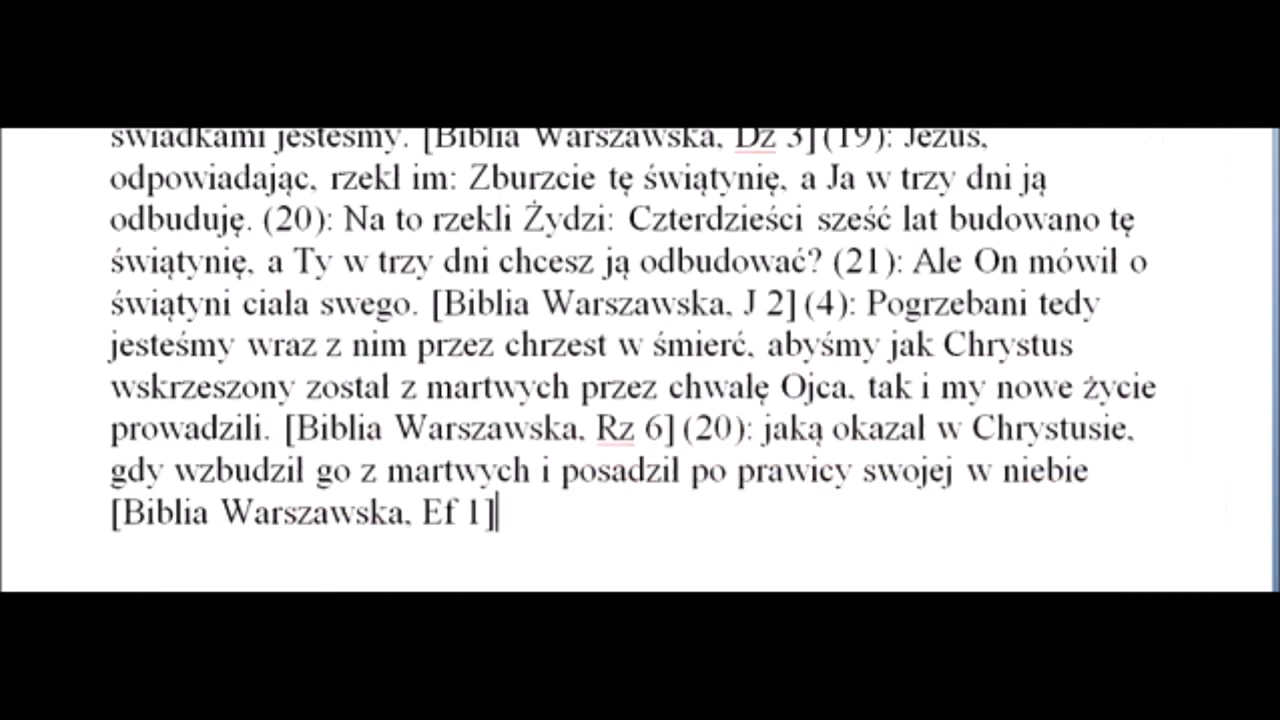 świadkami jesteśmy. [Biblia Warszawska, Dz 3] (19): Jezus,
odpowiadając, rzekł im: Zburzcie tę świątynię, a Ja w trzy dni ją
odbuduję. (20): Na to rzekli Żydzi: Czterdzieści sześć lat budowano tę
świątynię, a Ty w trzy dni chcesz ją odbudować? (21): Ale On mówił o
świątyni ciała swego. [Biblia Warszawska, J 2] (4): Pogrzebani tedy
jesteśmy wraz z nim przez chrzest w śmierć, abyśmy jak Chrystus
wskrzeszony został z martwych przez chwałę Ojca, tak i my nowe życie
prowadzili. [Biblia Warszawska, Rz 6] (20): jaką okazał w Chrystusie,
gdy wzbudził go z martwych i posadził po prawicy swojej w niebie
[Biblia Warszawska, Ef 1]